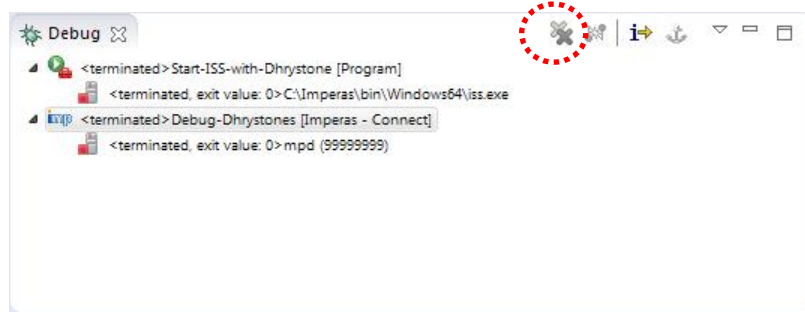 Debug
<terminated>Start-ISS-with-Dhrystone [Program]
<terminated, exit value: 0>C:\Imperas\bin\Windows64\iss.exe
imp <terminated>Debug-Dhrystones [Imperas - Connect]
<terminated, exit value: 0>mpd (99999999)